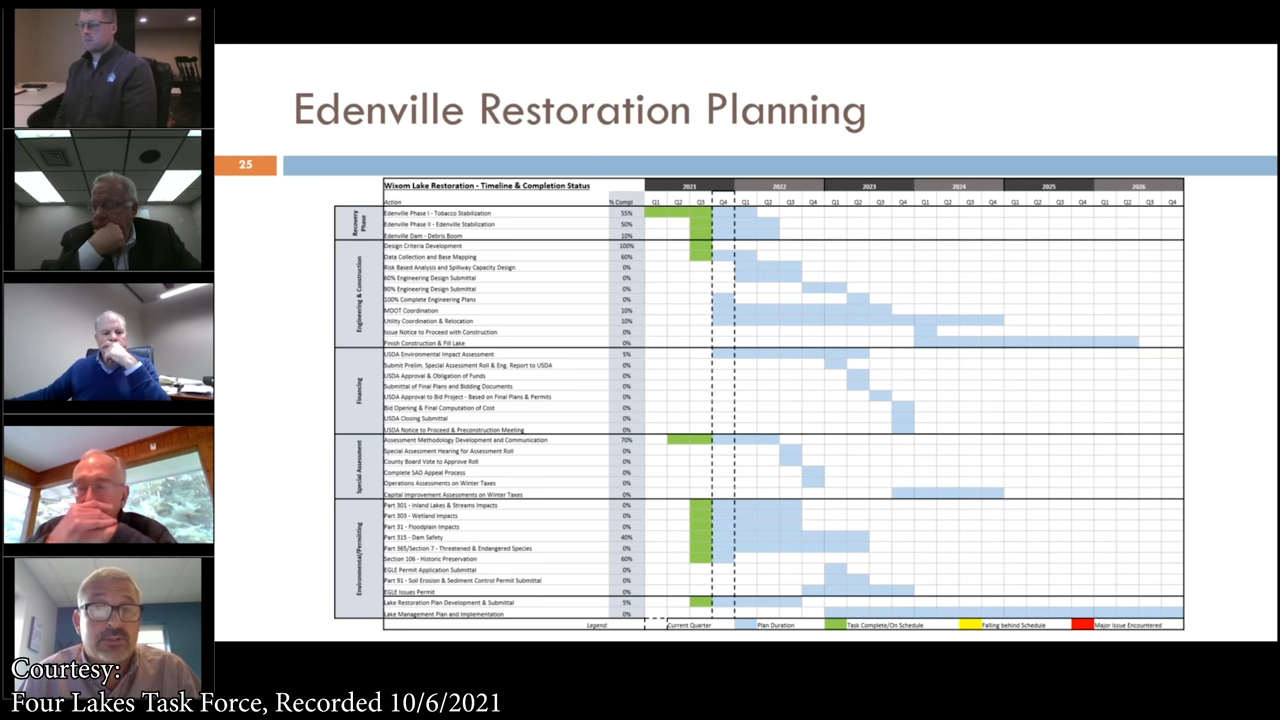 Edenville Restoration Planning
25
Wixom Lake Restoration - Timeline & Completion Status 2021 2022 2023 2024 2025 2026
Action % Compl Q1 Q2 Q3 Q4 Q1 Q2 Q3 Q4 Q1 Q2 Q3 Q4 Q1 Q2 Q3 Q4 Q1 Q2 Q3 Q4 Q1 Q2 Q3 Q4
Recovery Phase
Edenville Phase I - Tobacco Stabilization 55%
Edenville Phase II - Edenville Stabilization 50%
Edenville Dam - Debris Boom 10%
Engineering & Construction
Design Criteria Development 100%
Data Collection and Base Mapping 60%
Risk Based Analysis and Spillway Capacity Design 0%
60% Engineering Design Submittal 0%
90% Engineering Design Submittal 0%
100% Complete Engineering Plans 0%
MDOT Coordination 10%
Utility Coordination & Relocation 10%
Issue Notice to Proceed with Construction 0%
Finish Construction & Fill Lake 0%
Financing
USDA Environmental Impact Assessment 5%
Submit Prelim. Special Assessment Roll & Eng. Report to USDA 0%
USDA Approval & Obligation of Funds 0%
Submittal of Final Plans and Bidding Documents 0%
USDA Approval to Bid Project - Based on Final Plans & Permits 0%
Bid Opening & Final Computation of Cost 0%
USDA Closing Submittal 0%
USDA Notice to Proceed & Preconstruction Meeting 0%
Special Assessment
Assessment Methodology Development and Communication 70%
Special Assessment Hearing for Assessment Roll 0%
County Board Vote to Approve Roll 0%
Complete SAD Appeal Process 0%
Operations Assessments on Winter Taxes 0%
Capital Improvement Assessments on Winter Taxes 0%
Environmental/Permitting
Part 301 - Inland Lakes & Streams Impacts 0%
Part 303 - Wetland Impacts 0%
Part 31 - Floodplain Impacts 0%
Part 315 - Dam Safety 40%
Part 365/Section 7 - Threatened & Endangered Species 0%
Section 106 - Historic Preservation 60%
EGLE Permit Application Submittal 0%
Part 91 - Soil Erosion & Sediment Control Permit Submittal 0%
EGLE Issues Permit 0%
Lake Restoration Plan Development & Submittal 5%
Lake Management Plan and Implementation 0%
Legend: Current Quarter Plan Duration Task Complete/On Schedule Falling behind Schedule Major Issue Encountered
Courtesy:
Four Lakes Task Force, Recorded 10/6/2021